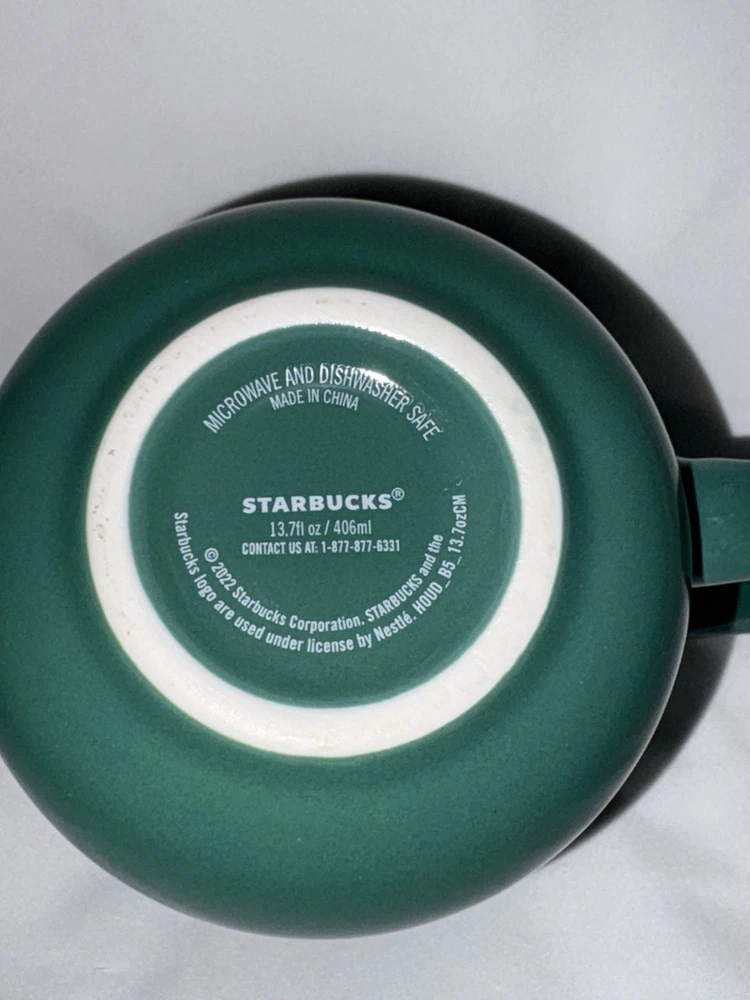 MICROWAVE AND DISHWASHER SAFE
MADE IN CHINA
STARBUCKS®
13.7fl oz / 406ml
CONTACT US AT: 1-877-877-6331
© 2022 Starbucks Corporation. STARBUCKS and the
Starbucks logo are used under license by Nestlé. HOUD_B5_13.7ozCM